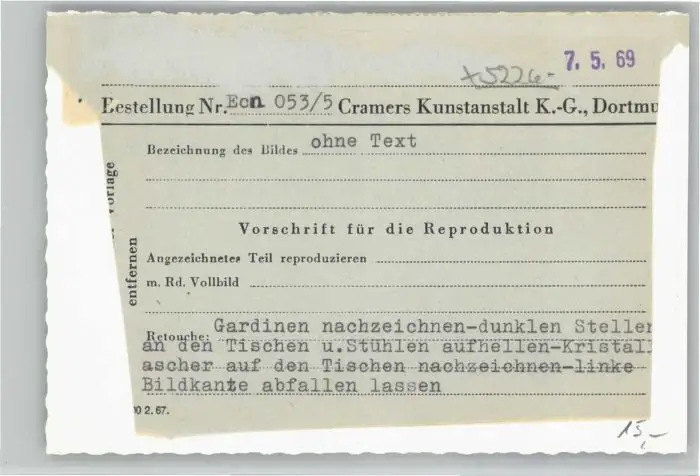 7. 5. 69
+5226-
Bestellung Nr. Ecn 053/5 Cramers Kunstanstalt K.-G., Dortmu
Bezeichnung des Bildes ohne Text
Vorlage
entfernen
Vorschrift für die Reproduktion
Angezeichnetes Teil reproduzieren
m. Rd. Vollbild
Retouche: Gardinen nachzeichnen-dunklen Stellen
an den Tischen u.Stühlen aufhellen-Kristall
ascher auf den Tischen nachzeichnen-linke
Bildkante abfallen lassen
00 2. 67.
15,-